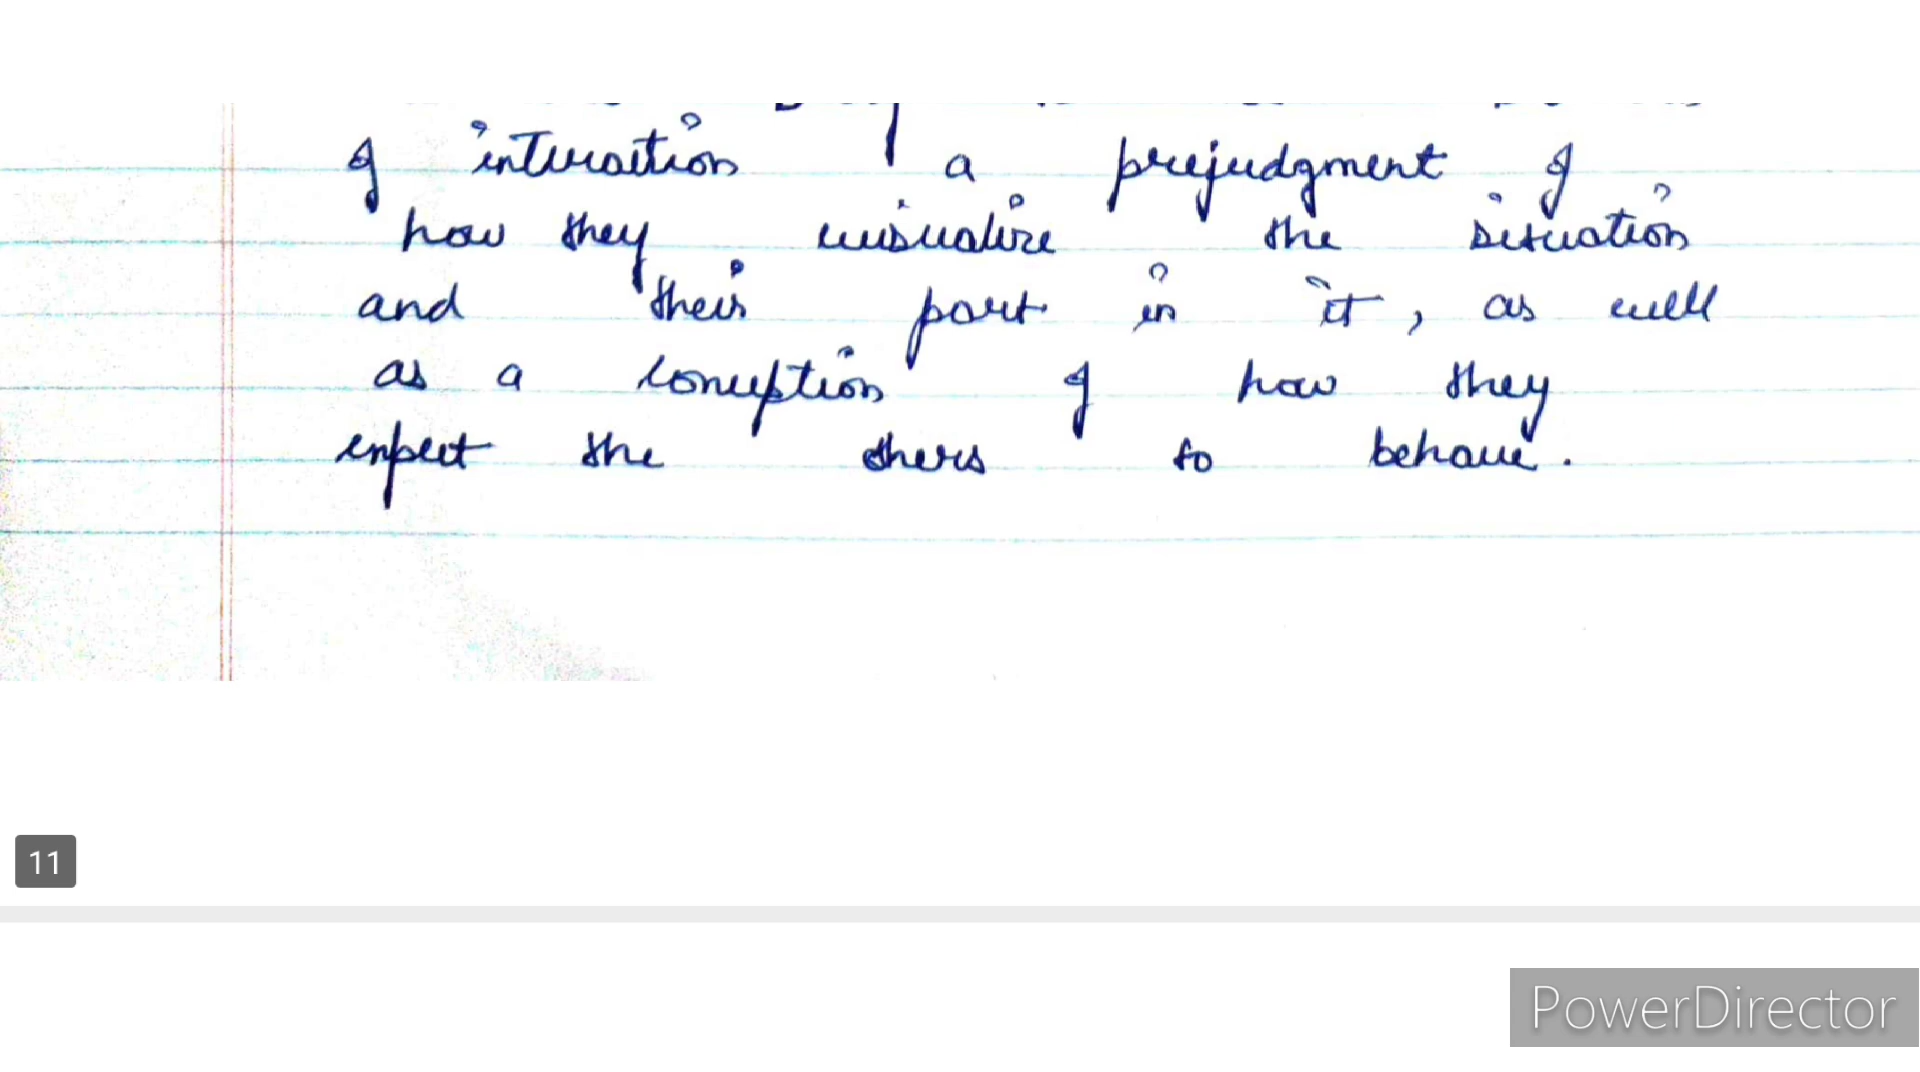 of interaction a prejudgment of
how they visualize the situation
and their part in it, as well
as a conception of how they
expect the others to behave.
11
PowerDirector